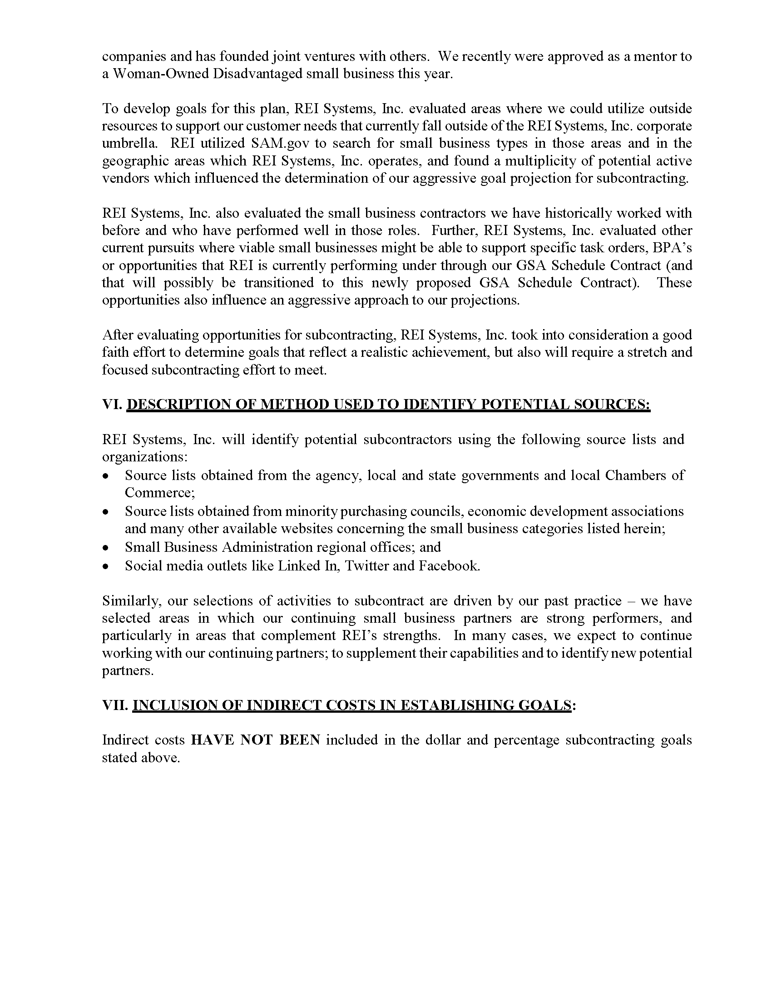 companies and has founded joint ventures with others.  We recently were approved as a mentor to
a Woman-Owned Disadvantaged small business this year.
To develop goals for this plan, REI Systems, Inc. evaluated areas where we could utilize outside
resources to support our customer needs that currently fall outside of the REI Systems, Inc. corporate
umbrella.  REI utilized SAM.gov to search for small business types in those areas and in the
geographic areas which REI Systems, Inc. operates, and found a multiplicity of potential active
vendors which influenced the determination of our aggressive goal projection for subcontracting.
REI Systems, Inc. also evaluated the small business contractors we have historically worked with
before and who have performed well in those roles.  Further, REI Systems, Inc. evaluated other
current pursuits where viable small businesses might be able to support specific task orders, BPA’s
or opportunities that REI is currently performing under through our GSA Schedule Contract (and
that will possibly be transitioned to this newly proposed GSA Schedule Contract).  These
opportunities also influence an aggressive approach to our projections.
After evaluating opportunities for subcontracting, REI Systems, Inc. took into consideration a good
faith effort to determine goals that reflect a realistic achievement, but also will require a stretch and
focused subcontracting effort to meet.
VI. DESCRIPTION OF METHOD USED TO IDENTIFY POTENTIAL SOURCES:
REI Systems, Inc. will identify potential subcontractors using the following source lists and
organizations:
• Source lists obtained from the agency, local and state governments and local Chambers of
Commerce;
• Source lists obtained from minority purchasing councils, economic development associations
and many other available websites concerning the small business categories listed herein;
• Small Business Administration regional offices; and
• Social media outlets like Linked In, Twitter and Facebook.
Similarly, our selections of activities to subcontract are driven by our past practice – we have
selected areas in which our continuing small business partners are strong performers, and
particularly in areas that complement REI’s strengths.  In many cases, we expect to continue
working with our continuing partners; to supplement their capabilities and to identify new potential
partners.
VII. INCLUSION OF INDIRECT COSTS IN ESTABLISHING GOALS:
Indirect costs HAVE NOT BEEN included in the dollar and percentage subcontracting goals
stated above.